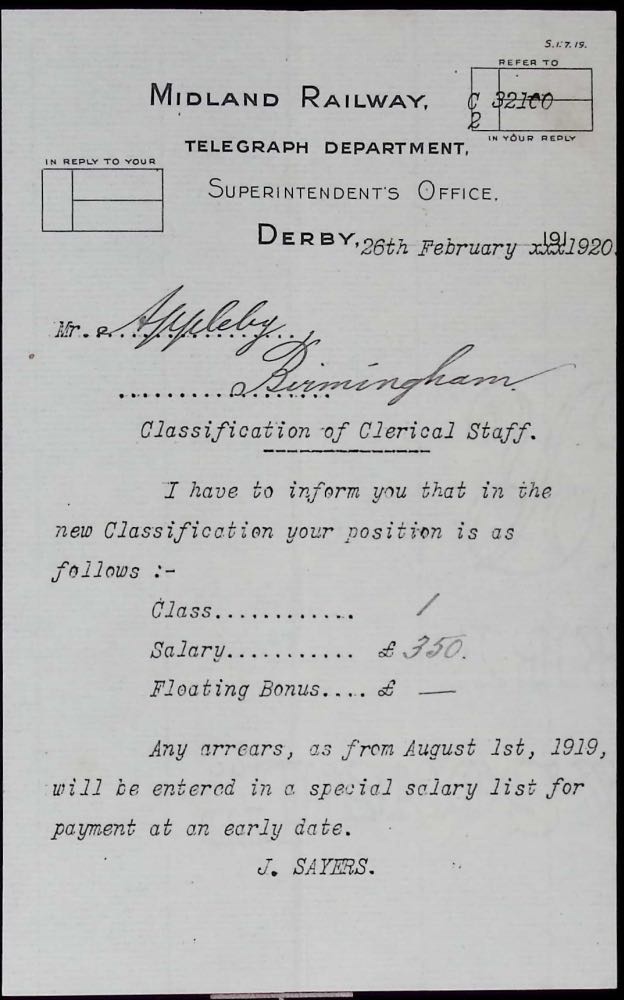 S.1.7.19.
REFER TO
MIDLAND RAILWAY,
C 32100
2
TELEGRAPH DEPARTMENT,
IN YOUR REPLY
IN REPLY TO YOUR
SUPERINTENDENT'S OFFICE.
DERBY, 26th February 191 1920.
Mr. Appleby
Birmingham
Classification of Clerical Staff.
I have to inform you that in the
new Classification your position is as
follows :-
Class............. 1
Salary........... £ 350.
Floating Bonus.... £ —
Any arrears, as from August 1st, 1919,
will be entered in a special salary list for
payment at an early date.
J. SAYERS.